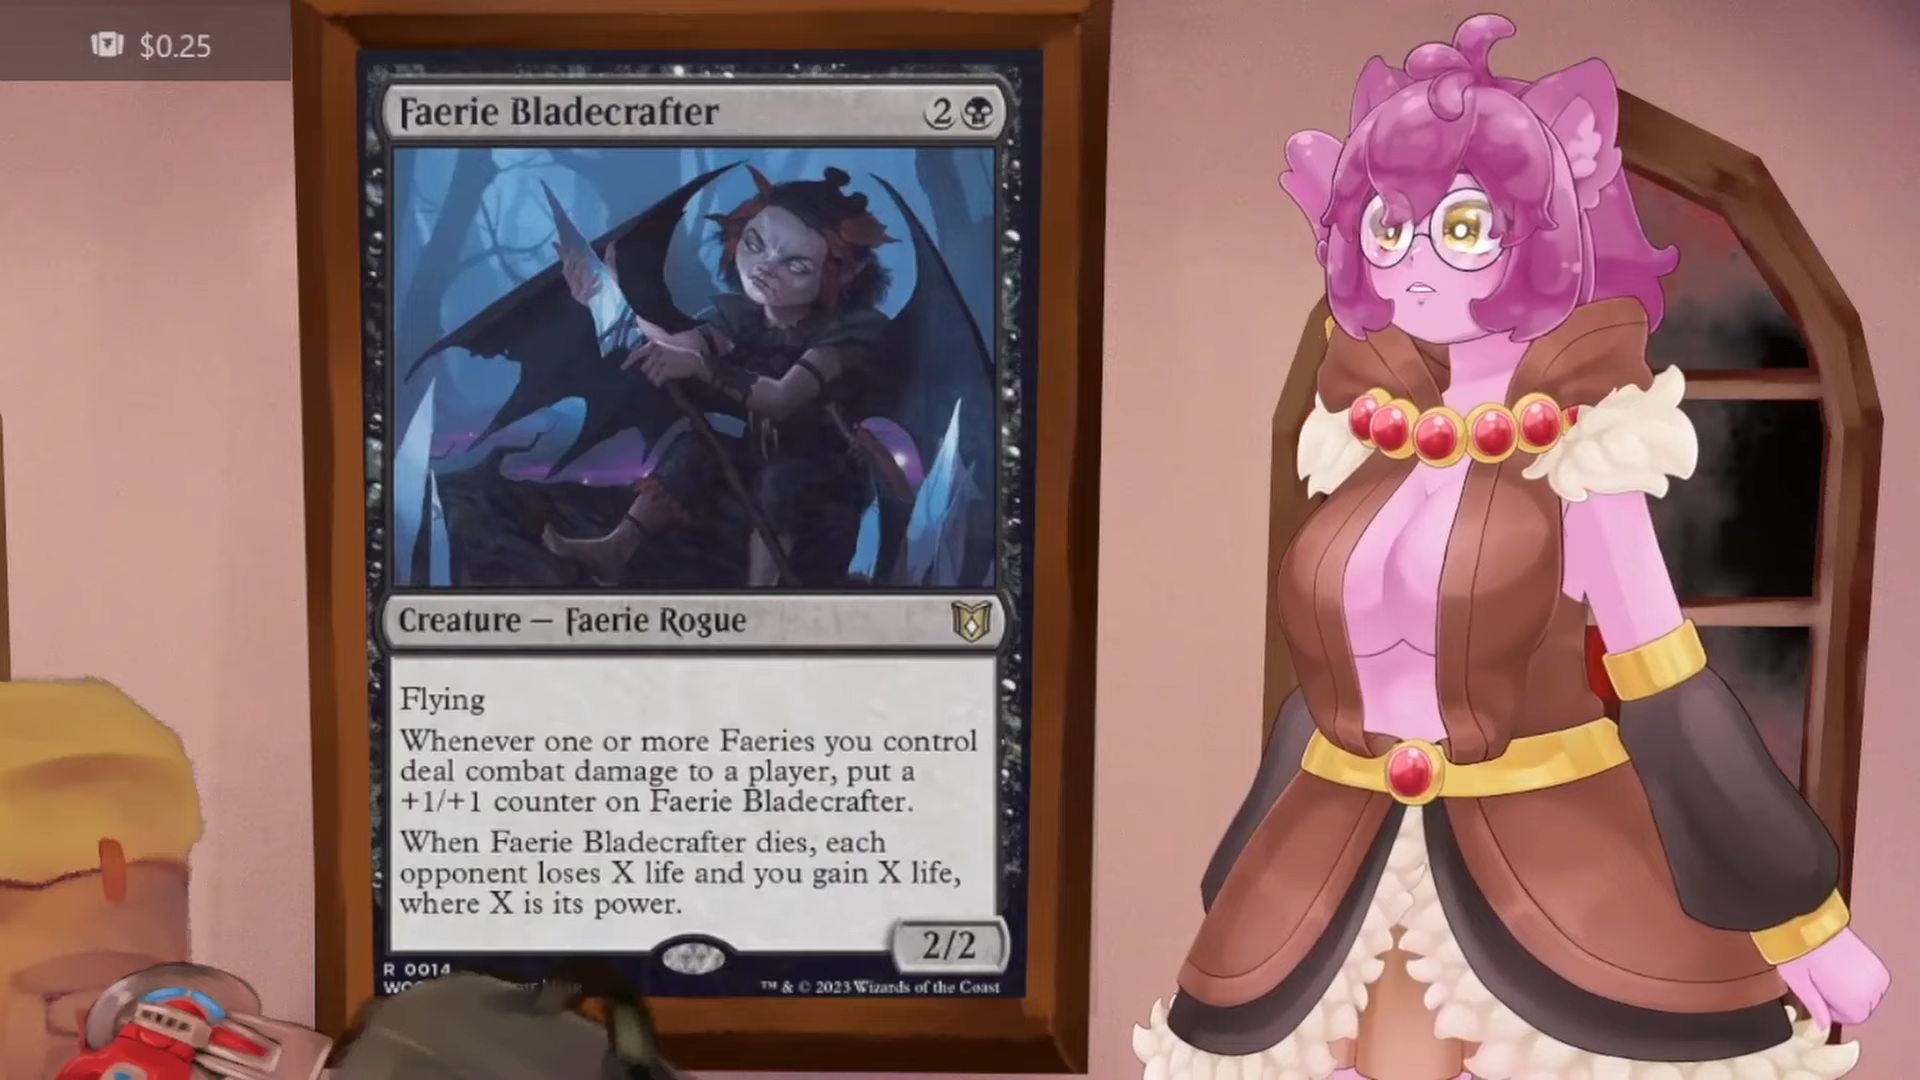 $0.25
Faerie Bladecrafter 2
Creature — Faerie Rogue
Flying
Whenever one or more Faeries you control
deal combat damage to a player, put a
+1/+1 counter on Faerie Bladecrafter.
When Faerie Bladecrafter dies, each
opponent loses X life and you gain X life,
where X is its power.
2/2
R 0014
™ & © 2023 Wizards of the Coast